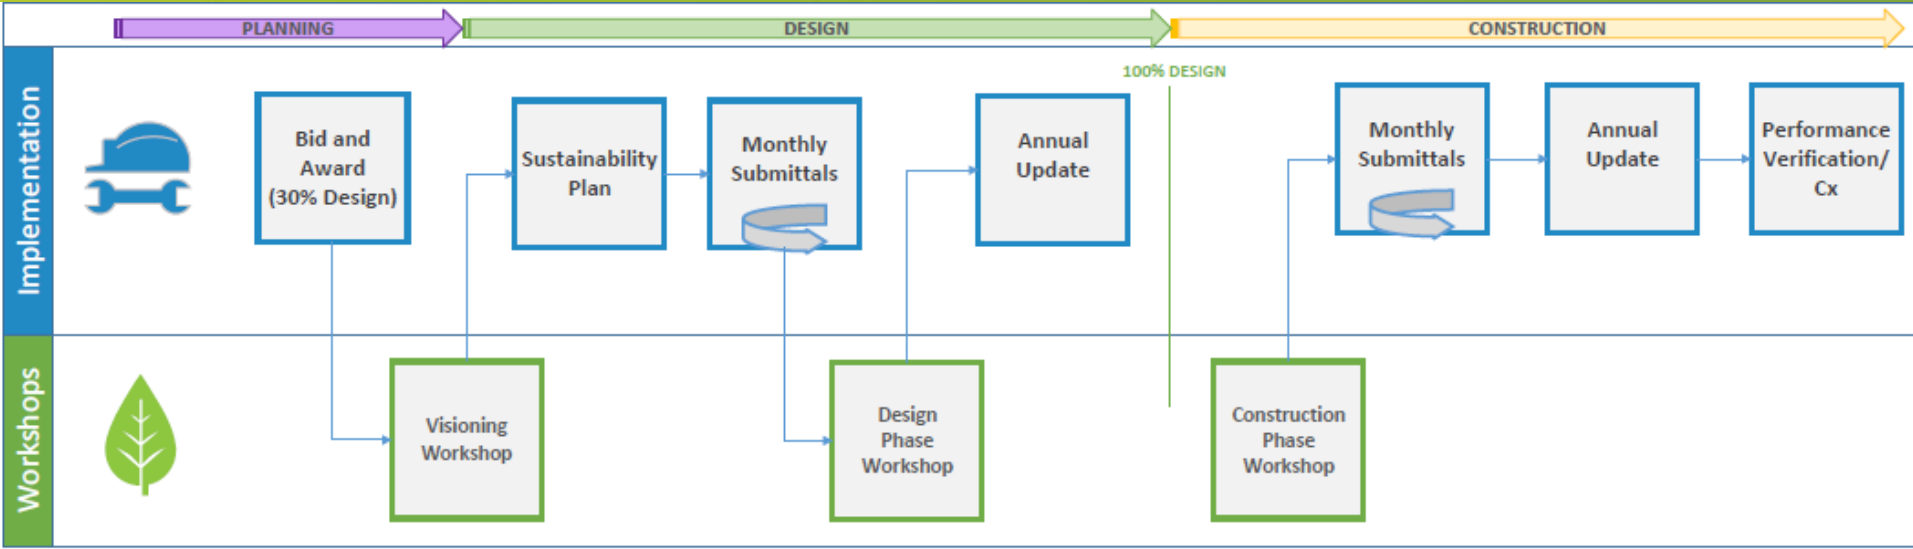 PLANNING
DESIGN
CONSTRUCTION
100% DESIGN
Implementation
Bid and
Award
(30% Design)
Sustainability
Plan
Monthly
Submittals
Annual
Update
Monthly
Submittals
Annual
Update
Performance
Verification/
Cx
Workshops
Visioning
Workshop
Design
Phase
Workshop
Construction
Phase
Workshop